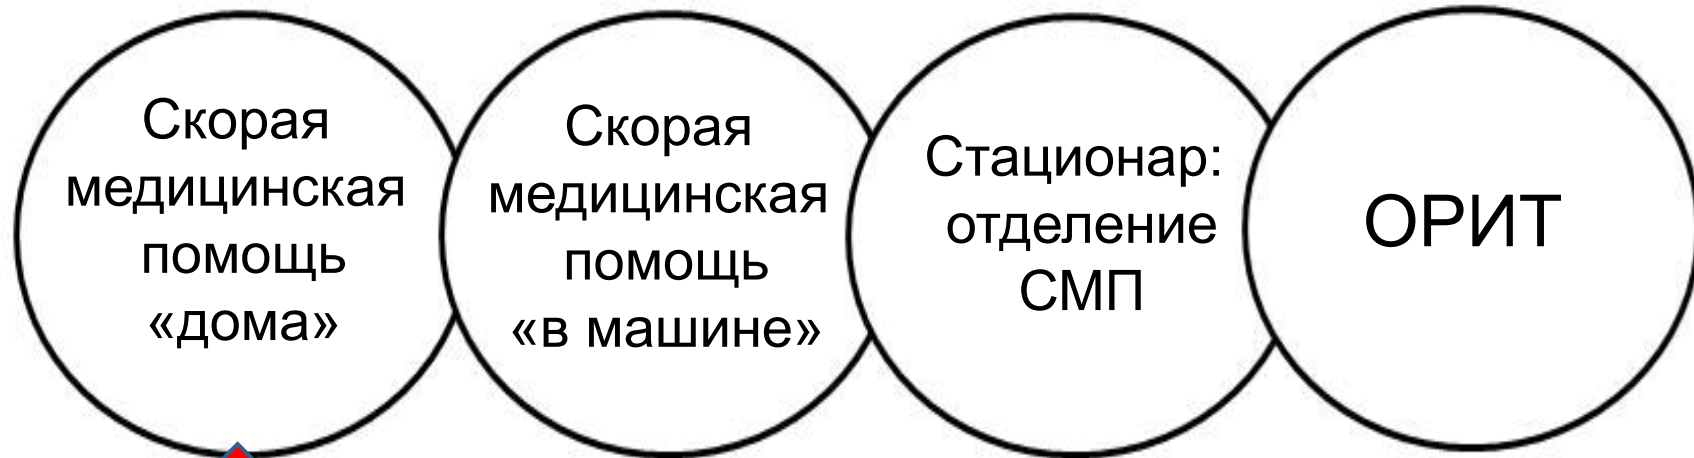 Скорая
медицинская
помощь
«дома»
Скорая
медицинская
помощь
«в машине»
Стационар:
отделение
СМП
ОРИТ